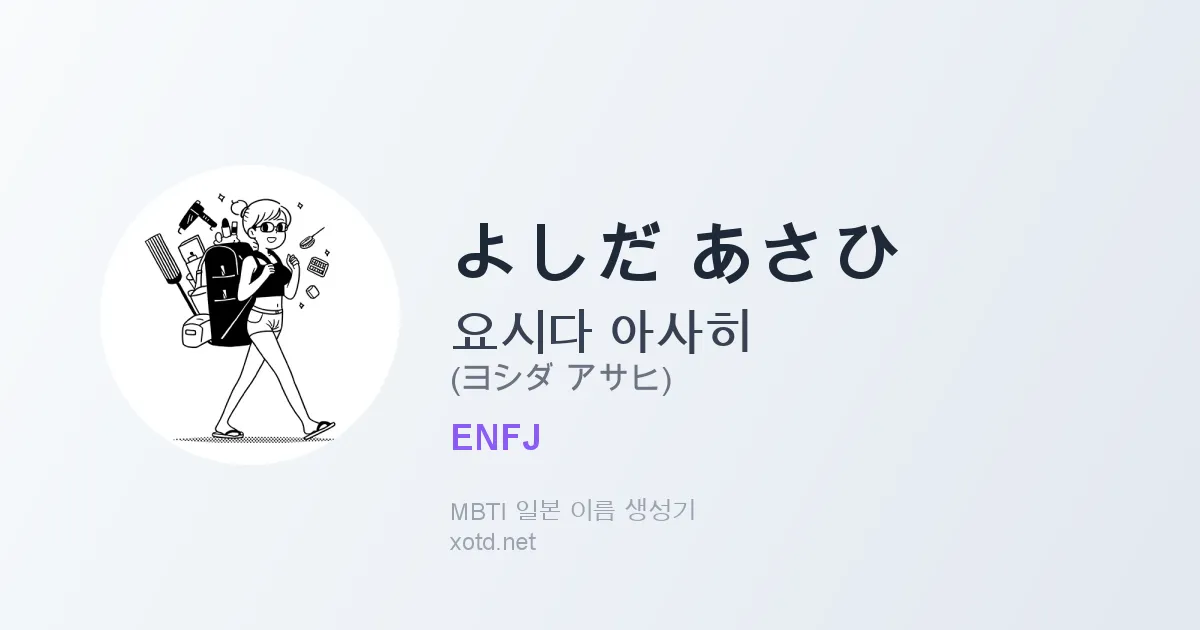 よしだ あさひ
요시다 아사히
(ヨシダ アサヒ)
ENFJ
MBTI 일본 이름 생성기
xotd.net